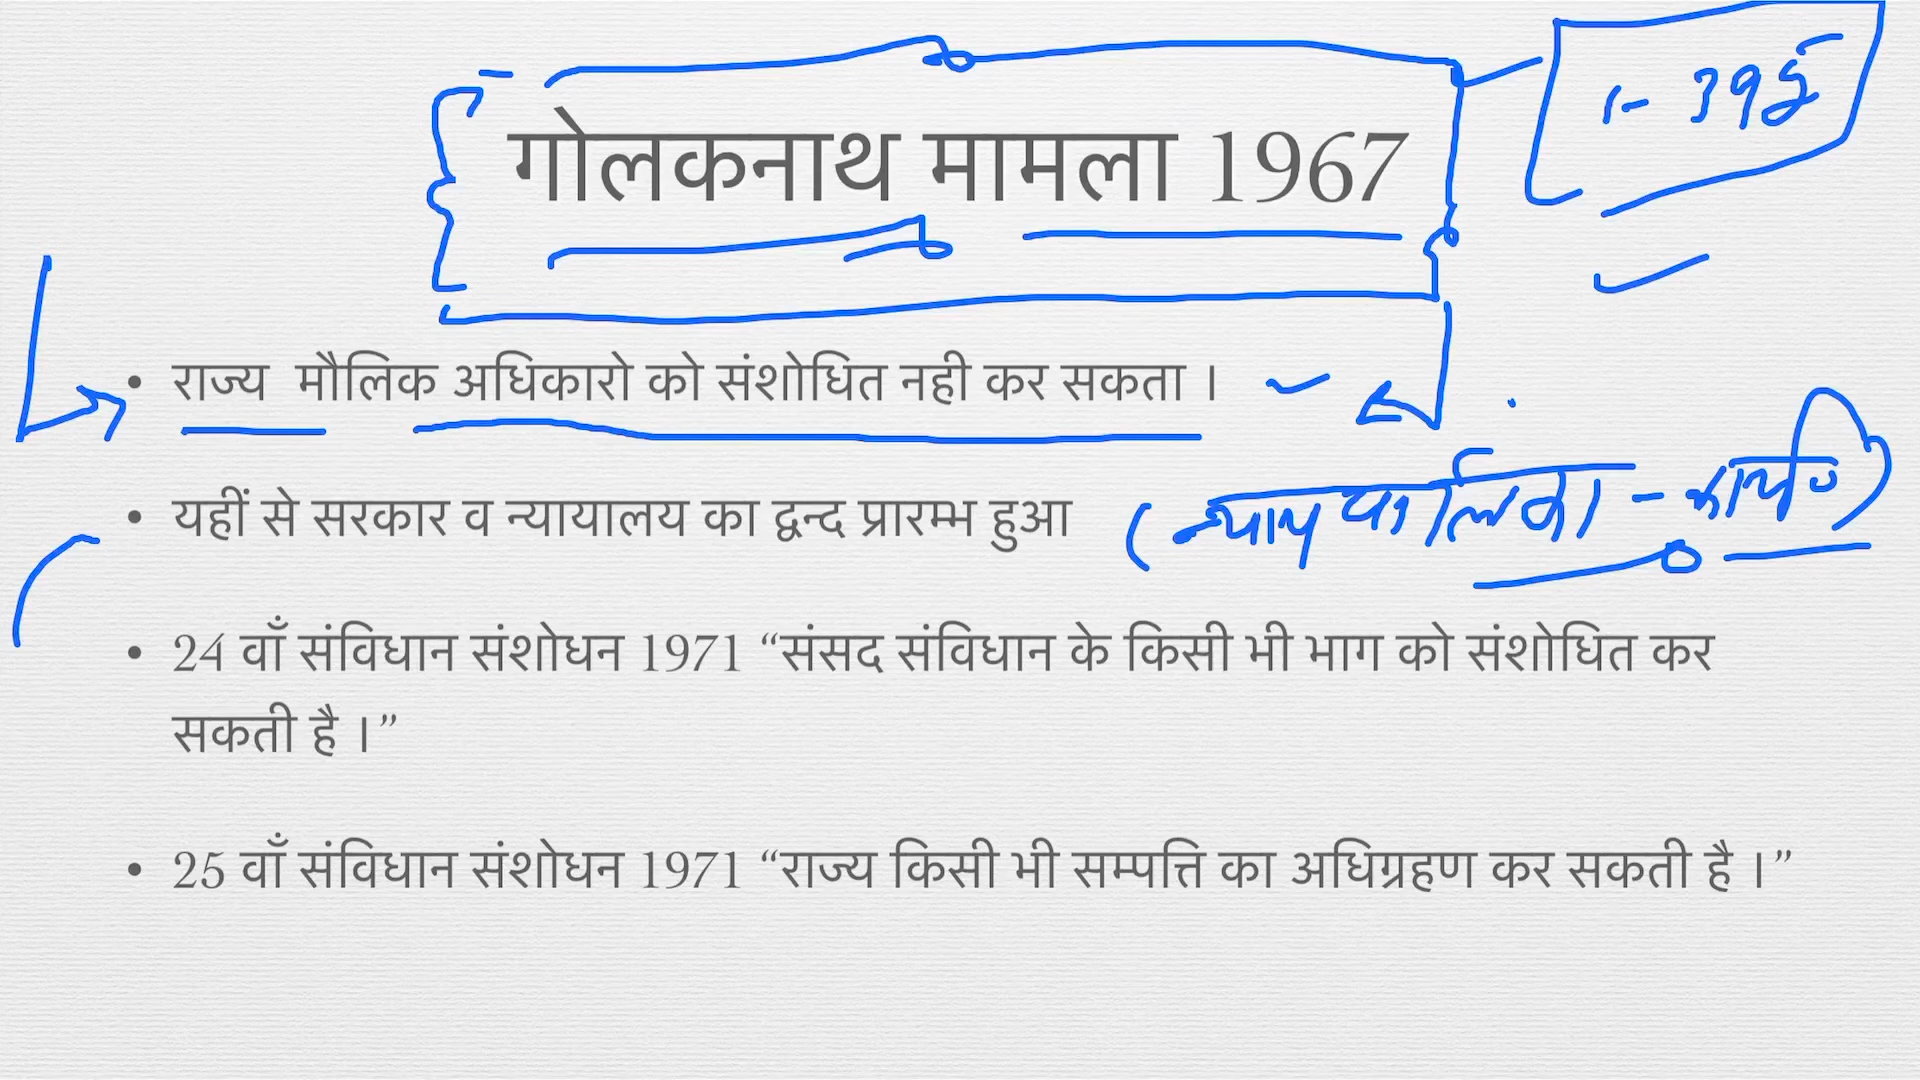 गोलकनाथ मामला 1967
1- 395
• राज्य मौलिक अधिकारो को संशोधित नही कर सकता ।
• यहीं से सरकार व न्यायालय का द्वन्द प्रारम्भ हुआ
(न्यायपालिका - कार्य०)
• 24 वाँ संविधान संशोधन 1971 “संसद संविधान के किसी भी भाग को संशोधित कर
सकती है ।”
• 25 वाँ संविधान संशोधन 1971 “राज्य किसी भी सम्पत्ति का अधिग्रहण कर सकती है ।”